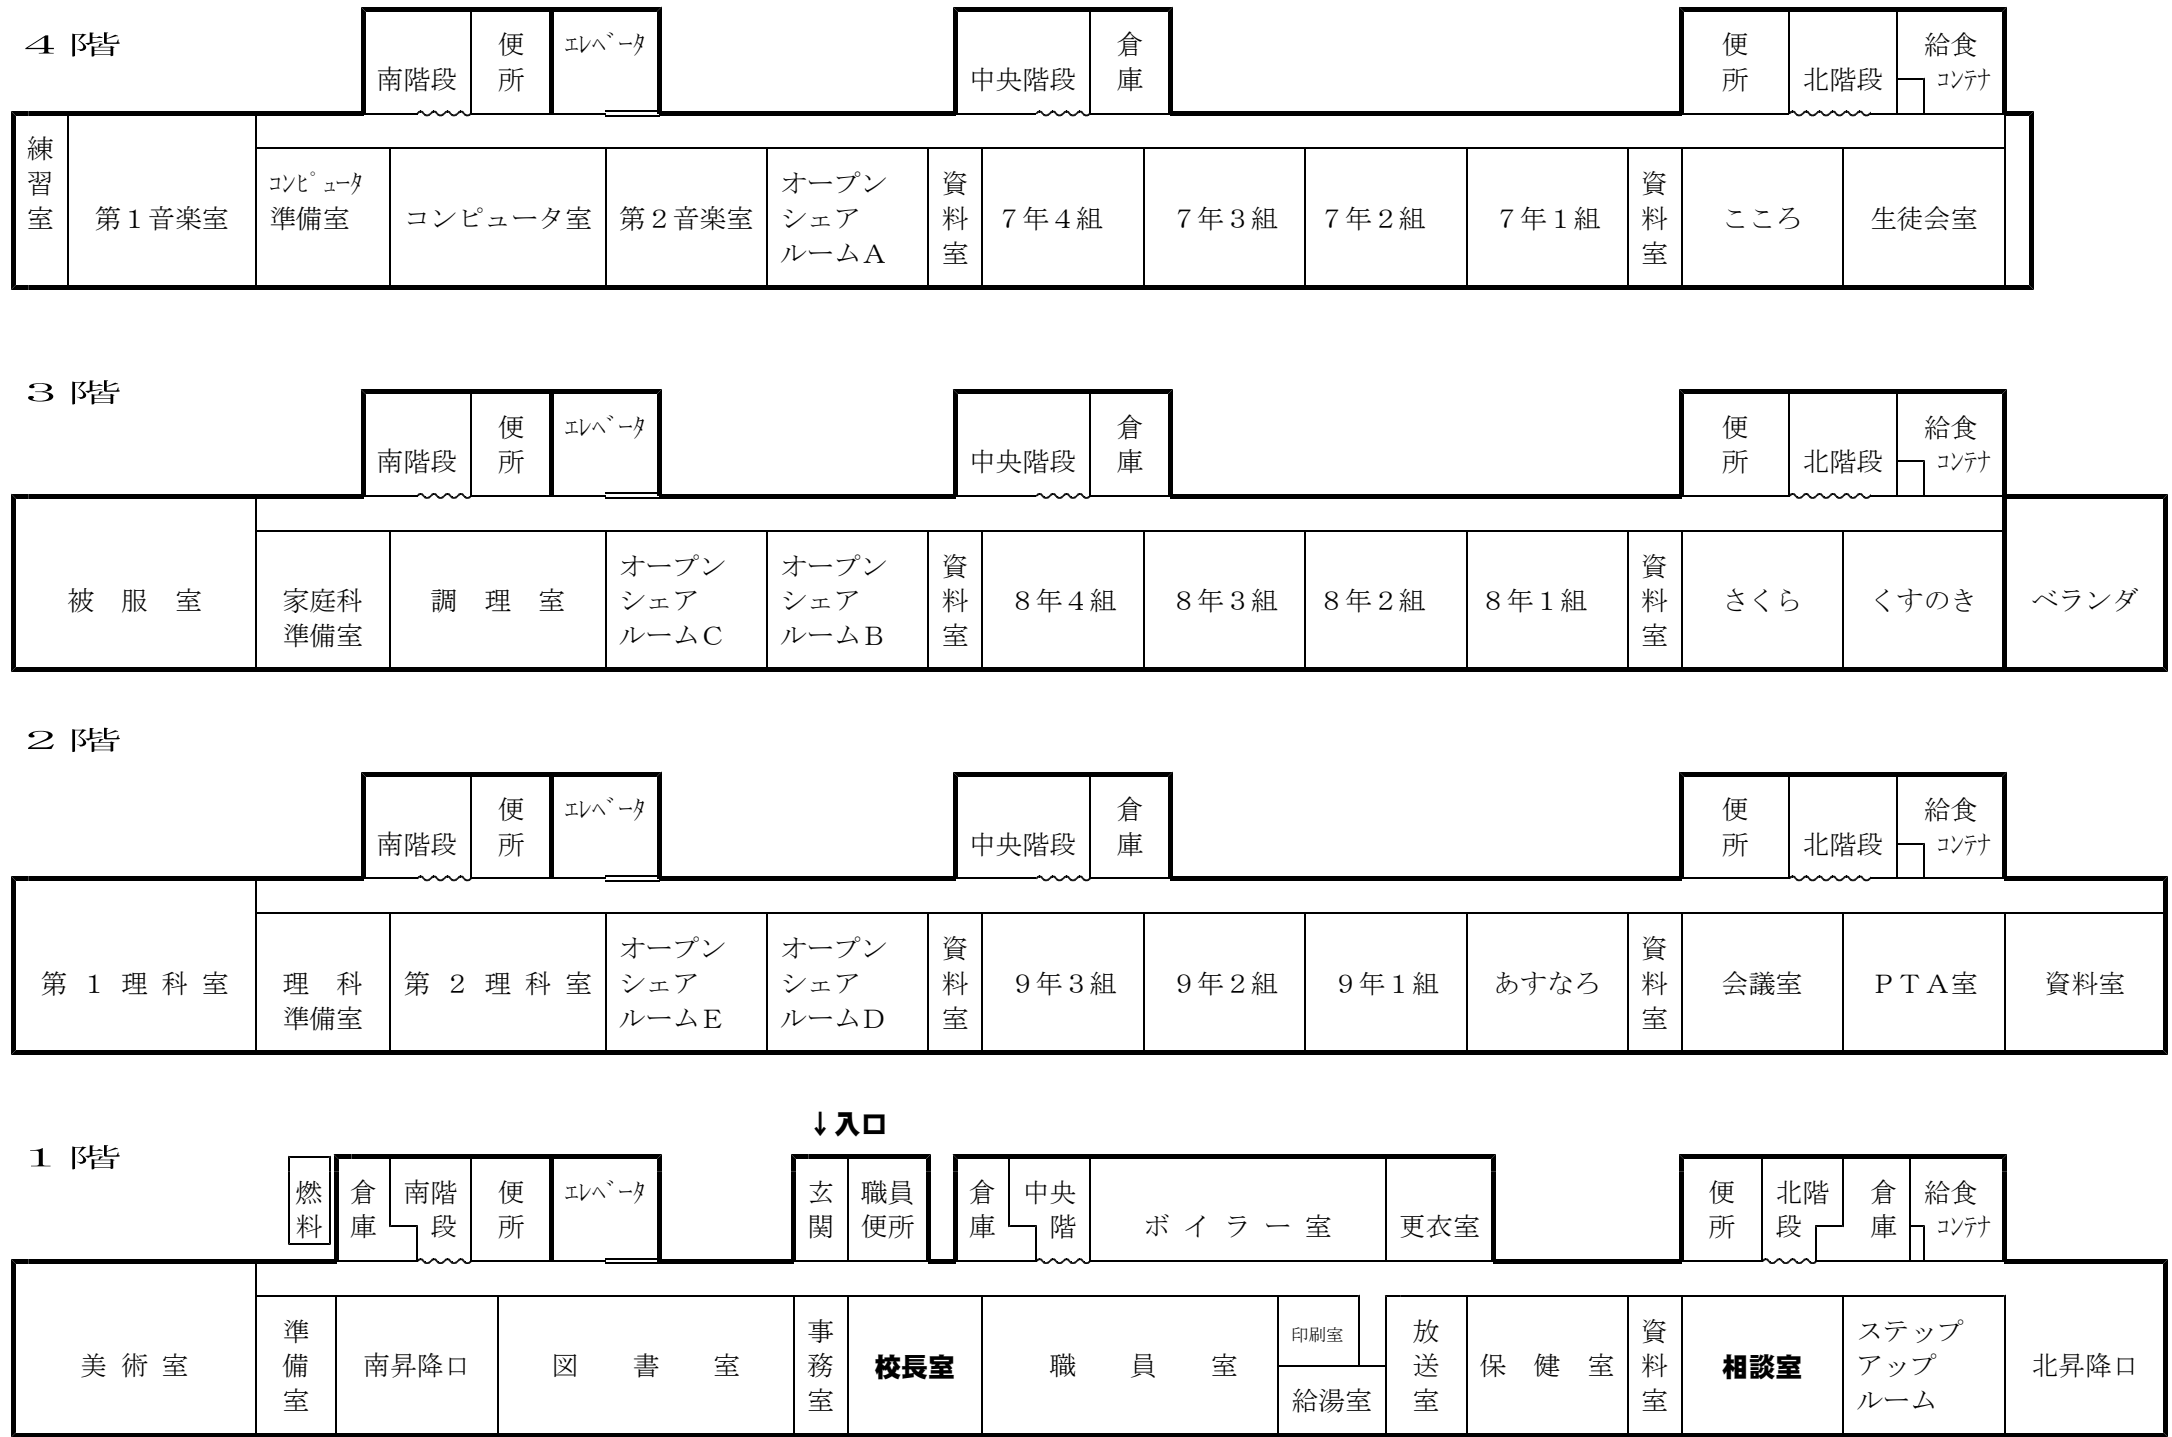 ４階
南階段
便所
ｴﾚﾍﾞｰﾀ
中央階段
倉庫
便所
北階段
給食
ｺﾝﾃﾅ
練習室
第１音楽室
ｺﾝﾋﾟｭｰﾀ
準備室
コンピュータ室
第２音楽室
オープン
シェア
ルームＡ
資料室
７年４組
７年３組
７年２組
７年１組
資料室
こころ
生徒会室
３階
南階段
便所
ｴﾚﾍﾞｰﾀ
中央階段
倉庫
便所
北階段
給食
ｺﾝﾃﾅ
被服室
家庭科
準備室
調理室
オープン
シェア
ルームＣ
オープン
シェア
ルームＢ
資料室
８年４組
８年３組
８年２組
８年１組
資料室
さくら
くすのき
ベランダ
２階
南階段
便所
ｴﾚﾍﾞｰﾀ
中央階段
倉庫
便所
北階段
給食
ｺﾝﾃﾅ
第１理科室
理科
準備室
第２理科室
オープン
シェア
ルームＥ
オープン
シェア
ルームＤ
資料室
９年３組
９年２組
９年１組
あすなろ
資料室
会議室
ＰＴＡ室
資料室
↓入口
１階
燃料
倉庫
南階
段
便所
ｴﾚﾍﾞｰﾀ
玄関
職員
便所
倉庫
中央
階
ボイラー室
更衣室
便所
北階
段
倉庫
給食
ｺﾝﾃﾅ
美術室
準備室
南昇降口
図書室
事務室
校長室
職員室
印刷室
給湯室
放送室
保健室
資料室
相談室
ステップ
アップ
ルーム
北昇降口